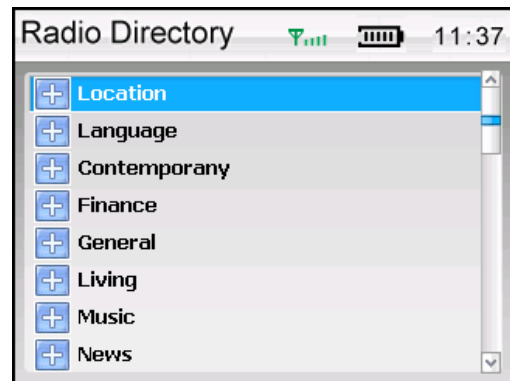 Radio Directory 11:37
Location
Language
Contemporany
Finance
General
Living
Music
News